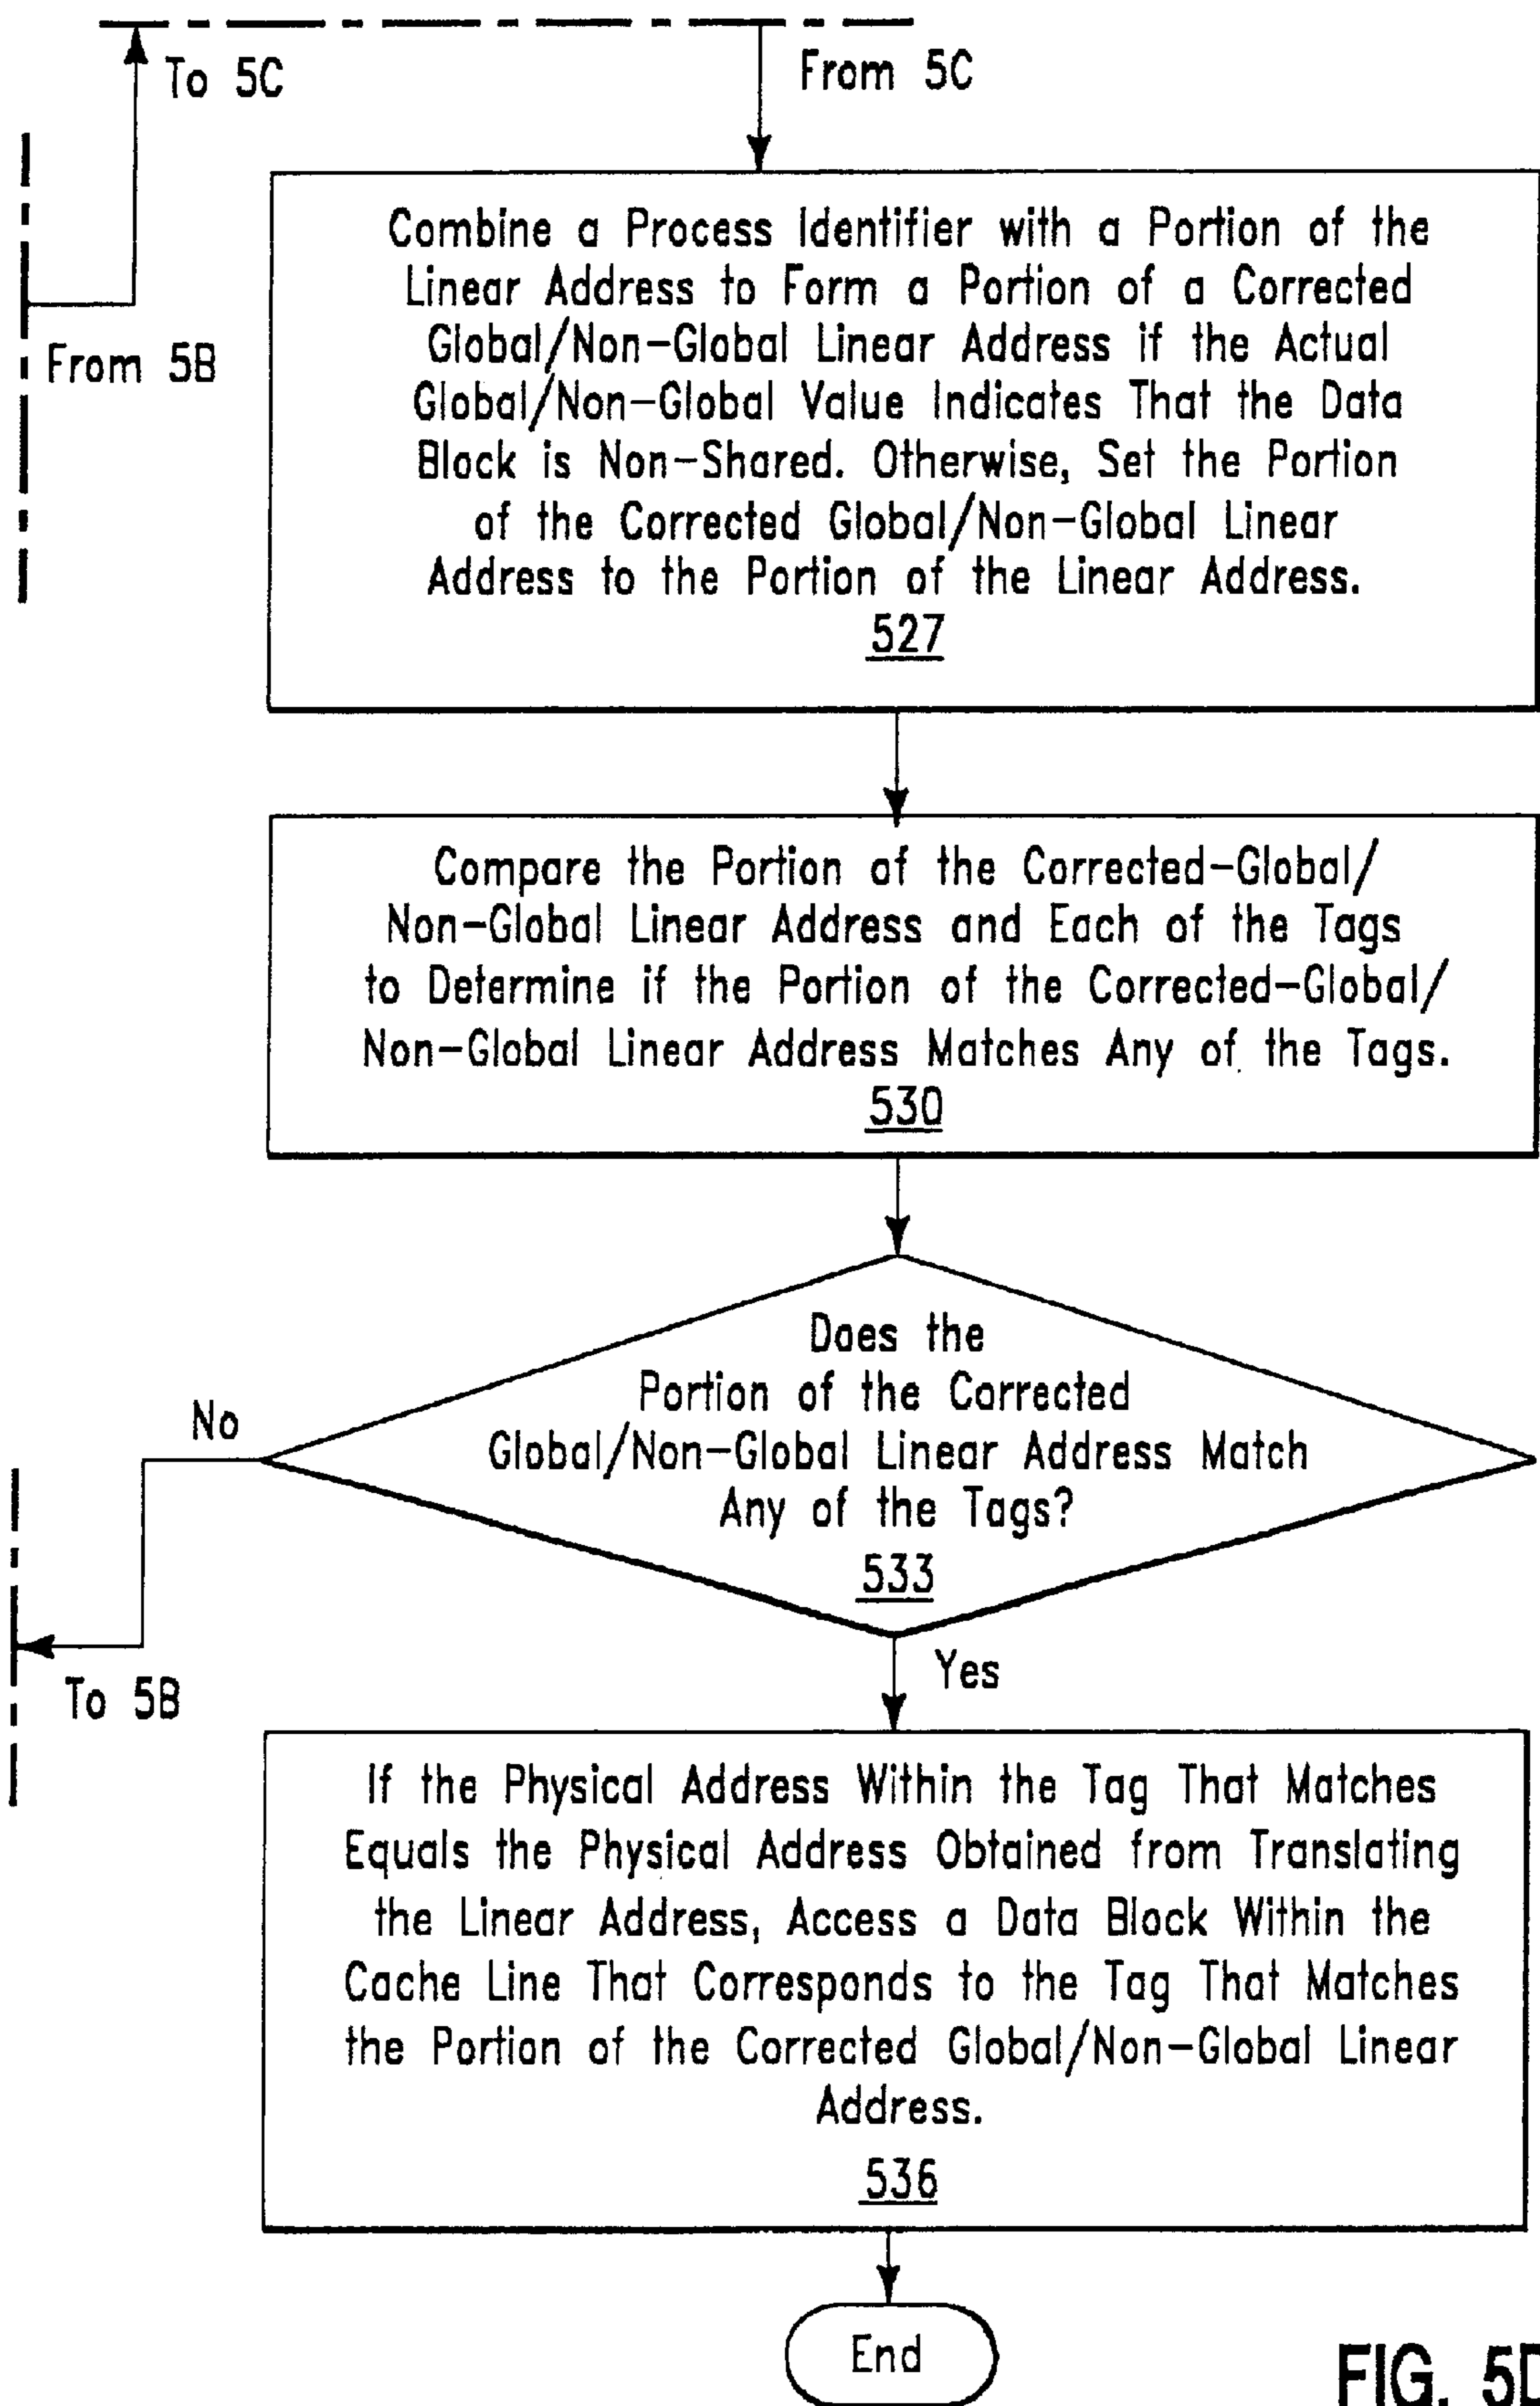 To 5C
From 5C
From 5B
Combine a Process Identifier with a Portion of the
Linear Address to Form a Portion of a Corrected
Global/Non-Global Linear Address if the Actual
Global/Non-Global Value Indicates That the Data
Block is Non-Shared. Otherwise, Set the Portion
of the Corrected Global/Non-Global Linear
Address to the Portion of the Linear Address.
527
Compare the Portion of the Corrected-Global/
Non-Global Linear Address and Each of the Tags
to Determine if the Portion of the Corrected-Global/
Non-Global Linear Address Matches Any of the Tags.
530
Does the
Portion of the Corrected
Global/Non-Global Linear Address Match
Any of the Tags?
533
No
To 5B
Yes
If the Physical Address Within the Tag That Matches
Equals the Physical Address Obtained from Translating
the Linear Address, Access a Data Block Within the
Cache Line That Corresponds to the Tag That Matches
the Portion of the Corrected Global/Non-Global Linear
Address.
536
End
FIG. 5D